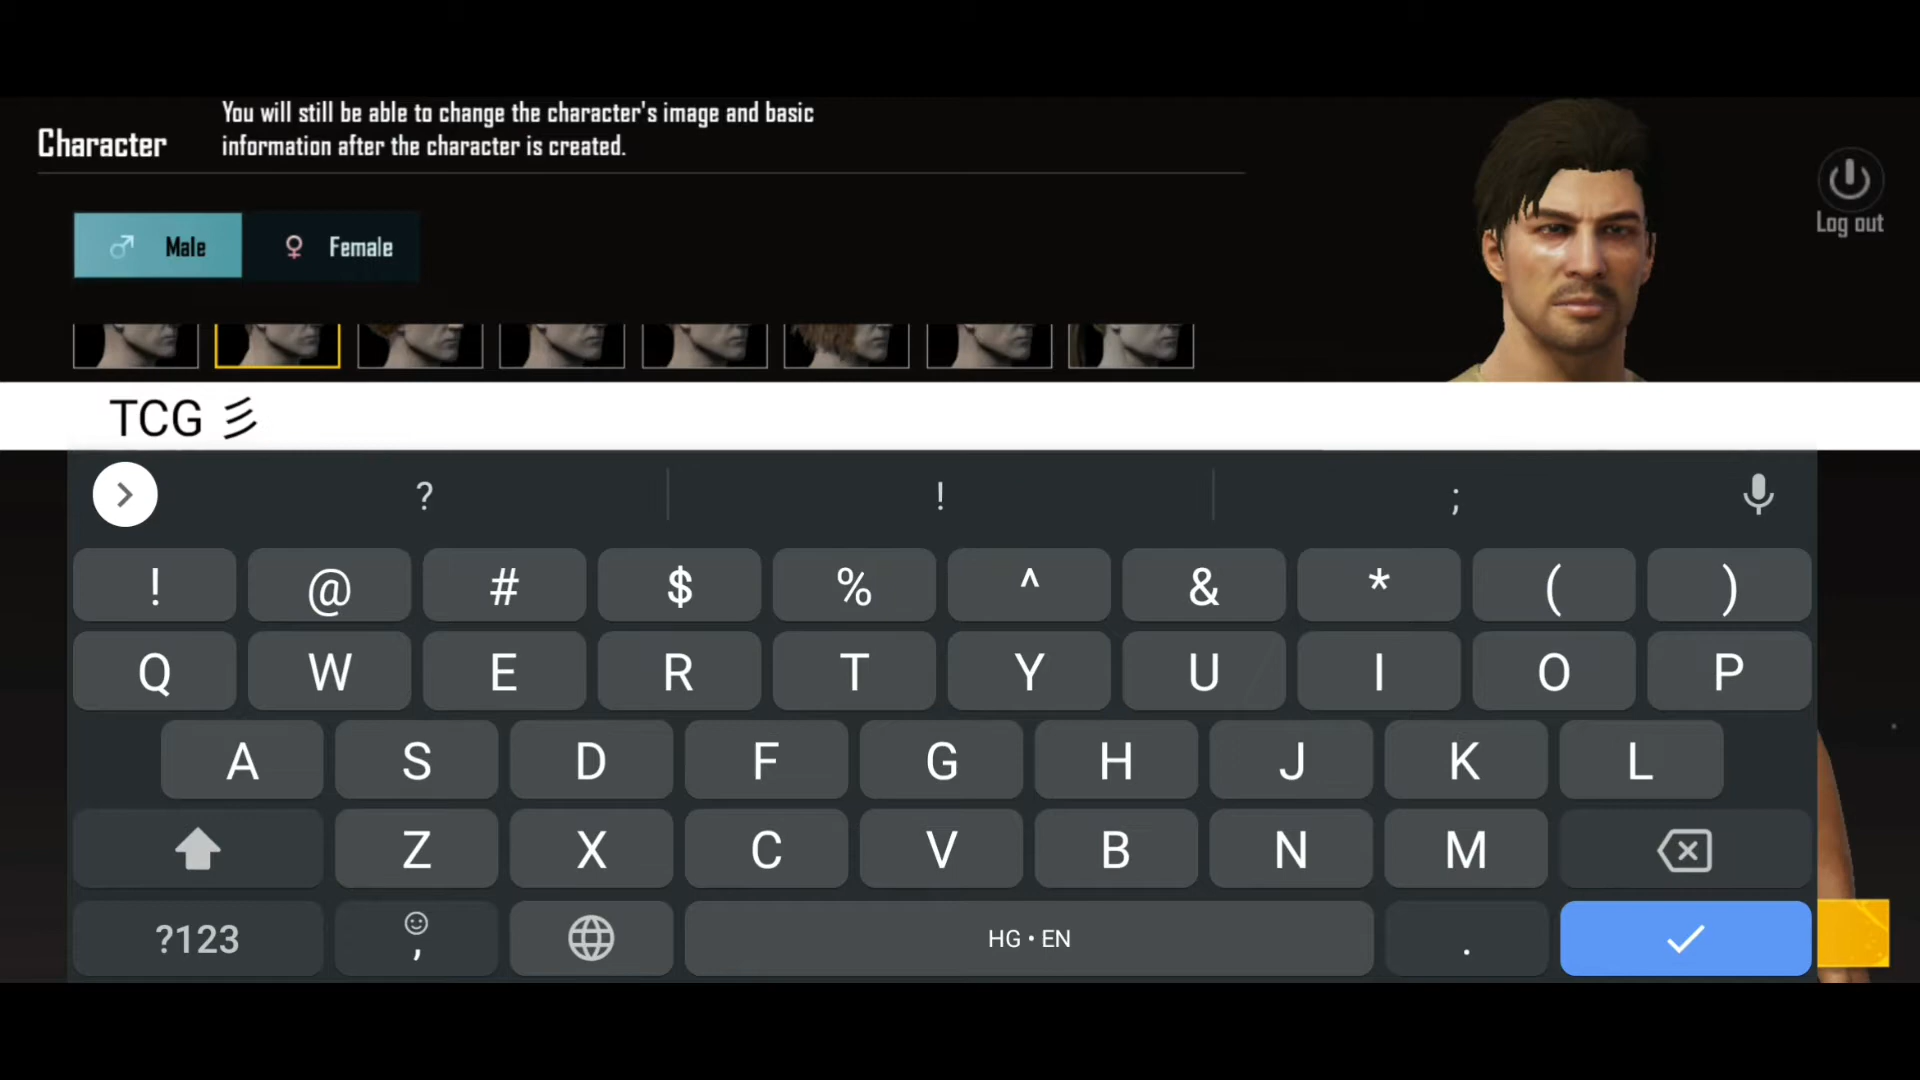 You will still be able to change the character's image and basic
Character
information after the character is created.
Log out
♂ Male
♀ Female
TCG 彡
? ! ;
! @ # $ % ^ & * ( )
Q W E R T Y U I O P
A S D F G H J K L
Z X C V B N M
?123 , HG • EN .